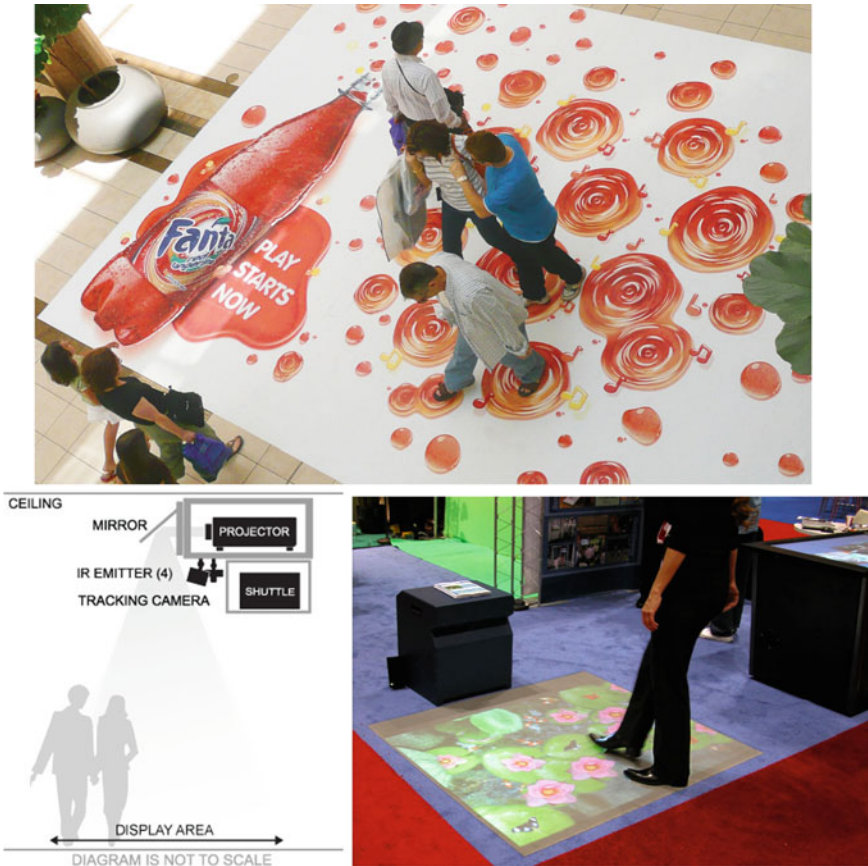 Fanta
PLAY
STARTS
NOW
CEILING
MIRROR
PROJECTOR
IR EMITTER (4)
TRACKING CAMERA
SHUTTLE
DISPLAY AREA
DIAGRAM IS NOT TO SCALE